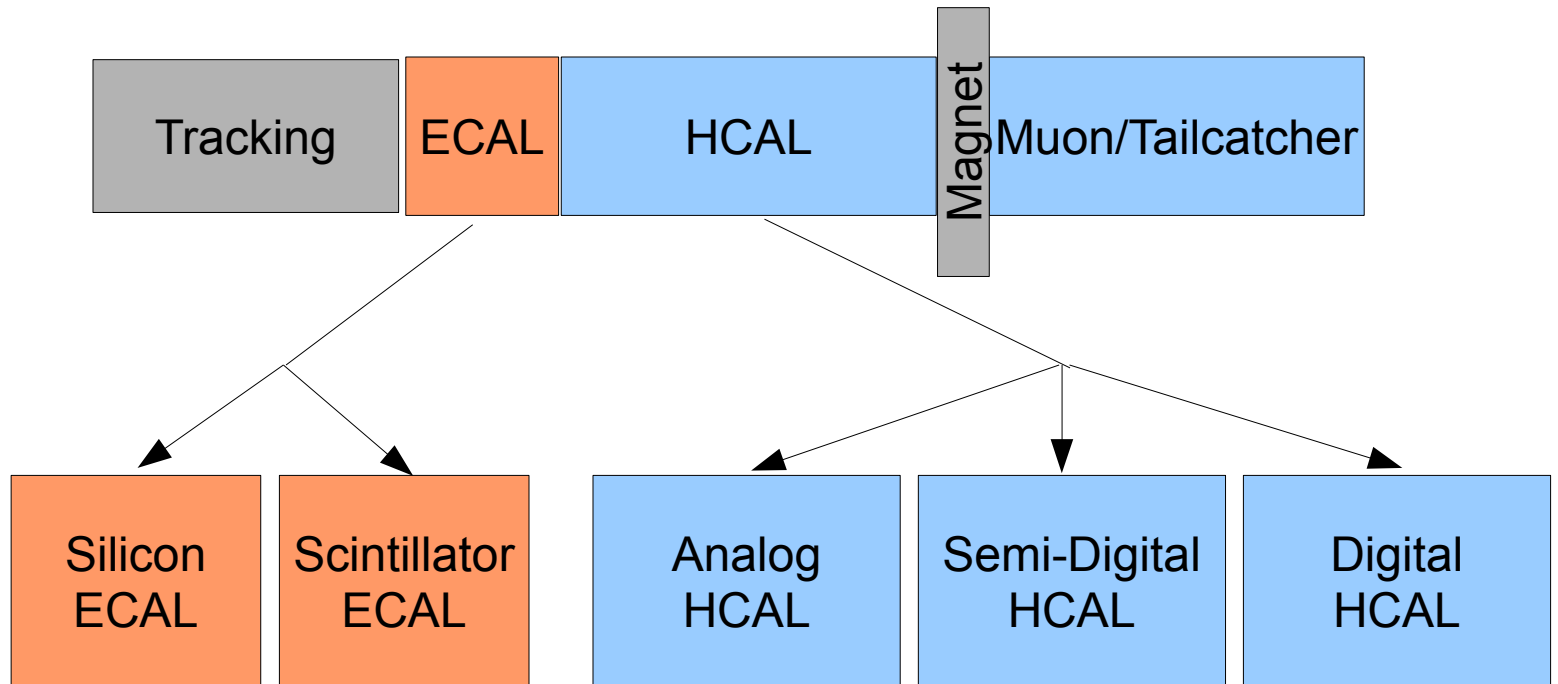 Tracking
ECAL
HCAL
Magnet
Muon/Tailcatcher
Silicon
ECAL
Scintillator
ECAL
Analog
HCAL
Semi-Digital
HCAL
Digital
HCAL